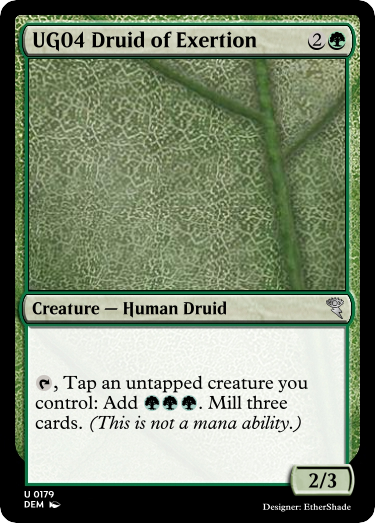 UG04 Druid of Exertion 2
Creature — Human Druid
, Tap an untapped creature you
control: Add . Mill three
cards. (This is not a mana ability.)
2/3
U 0179
DEM
Designer: EtherShade